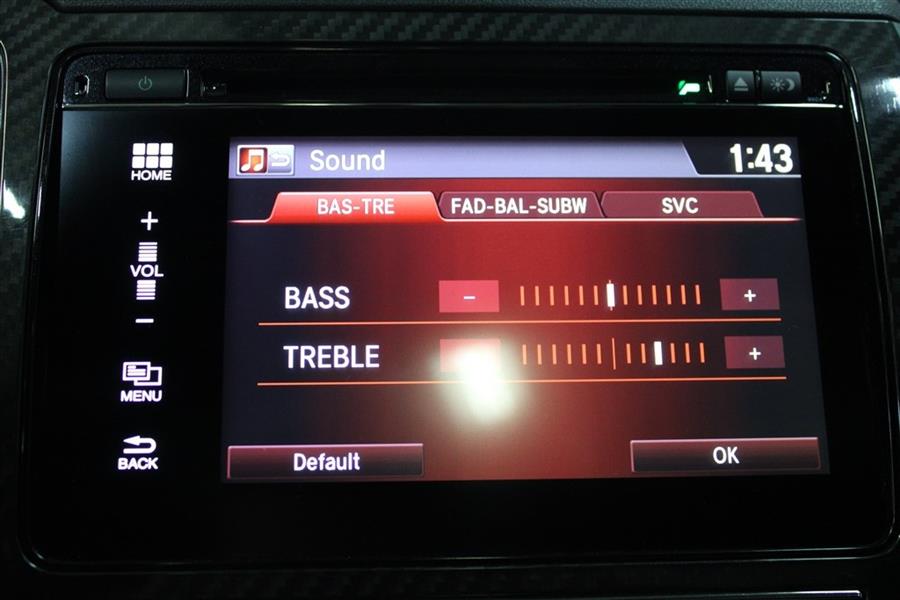 HOME
+
VOL
−
MENU
BACK
Sound
1:43
BAS-TRE
FAD-BAL-SUBW
SVC
BASS − +
TREBLE +
Default
OK